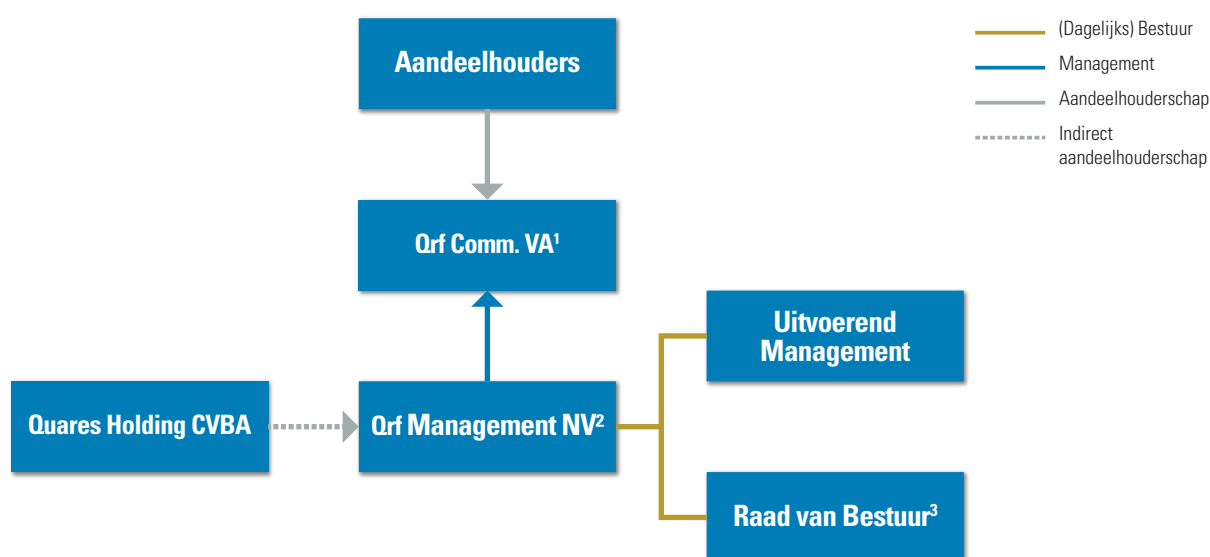 Aandeelhouders
(Dagelijks) Bestuur
Management
Aandeelhouderschap
Indirect
aandeelhouderschap
Qrf Comm. VA¹
Uitvoerend
Management
Quares Holding CVBA
Qrf Management NV²
Raad van Bestuur³